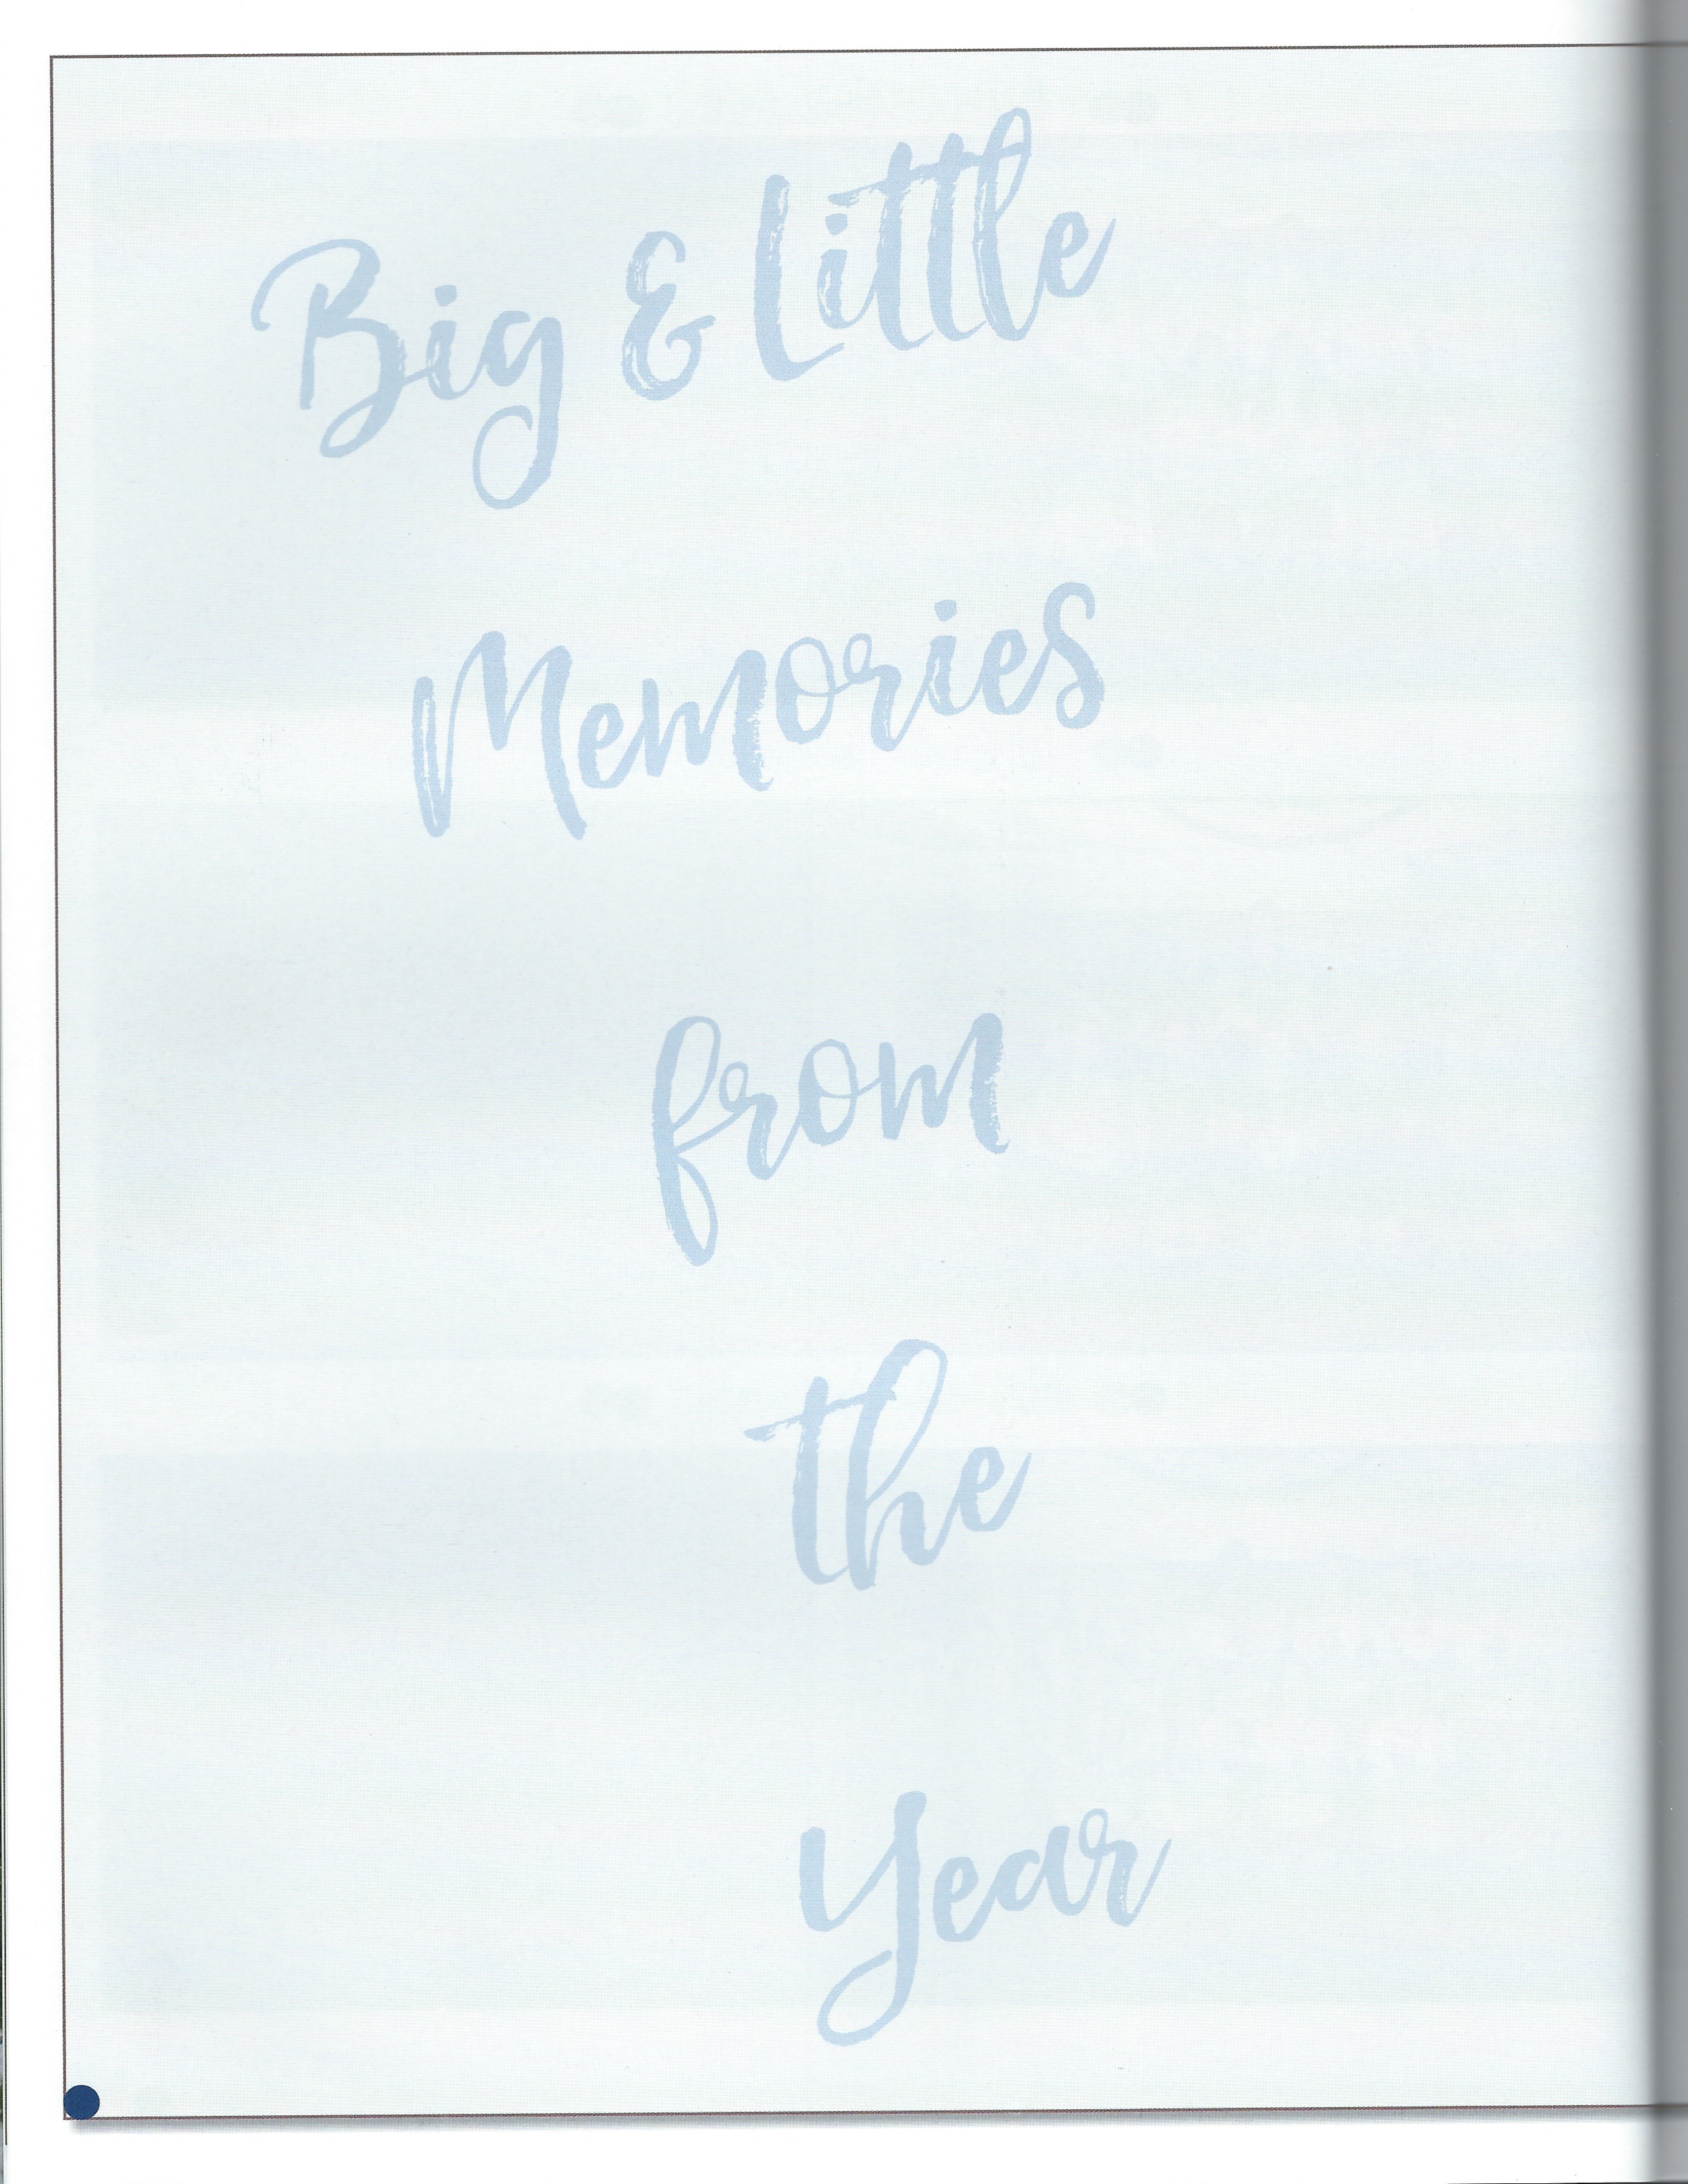 Big & Little
Memories
from
the
year